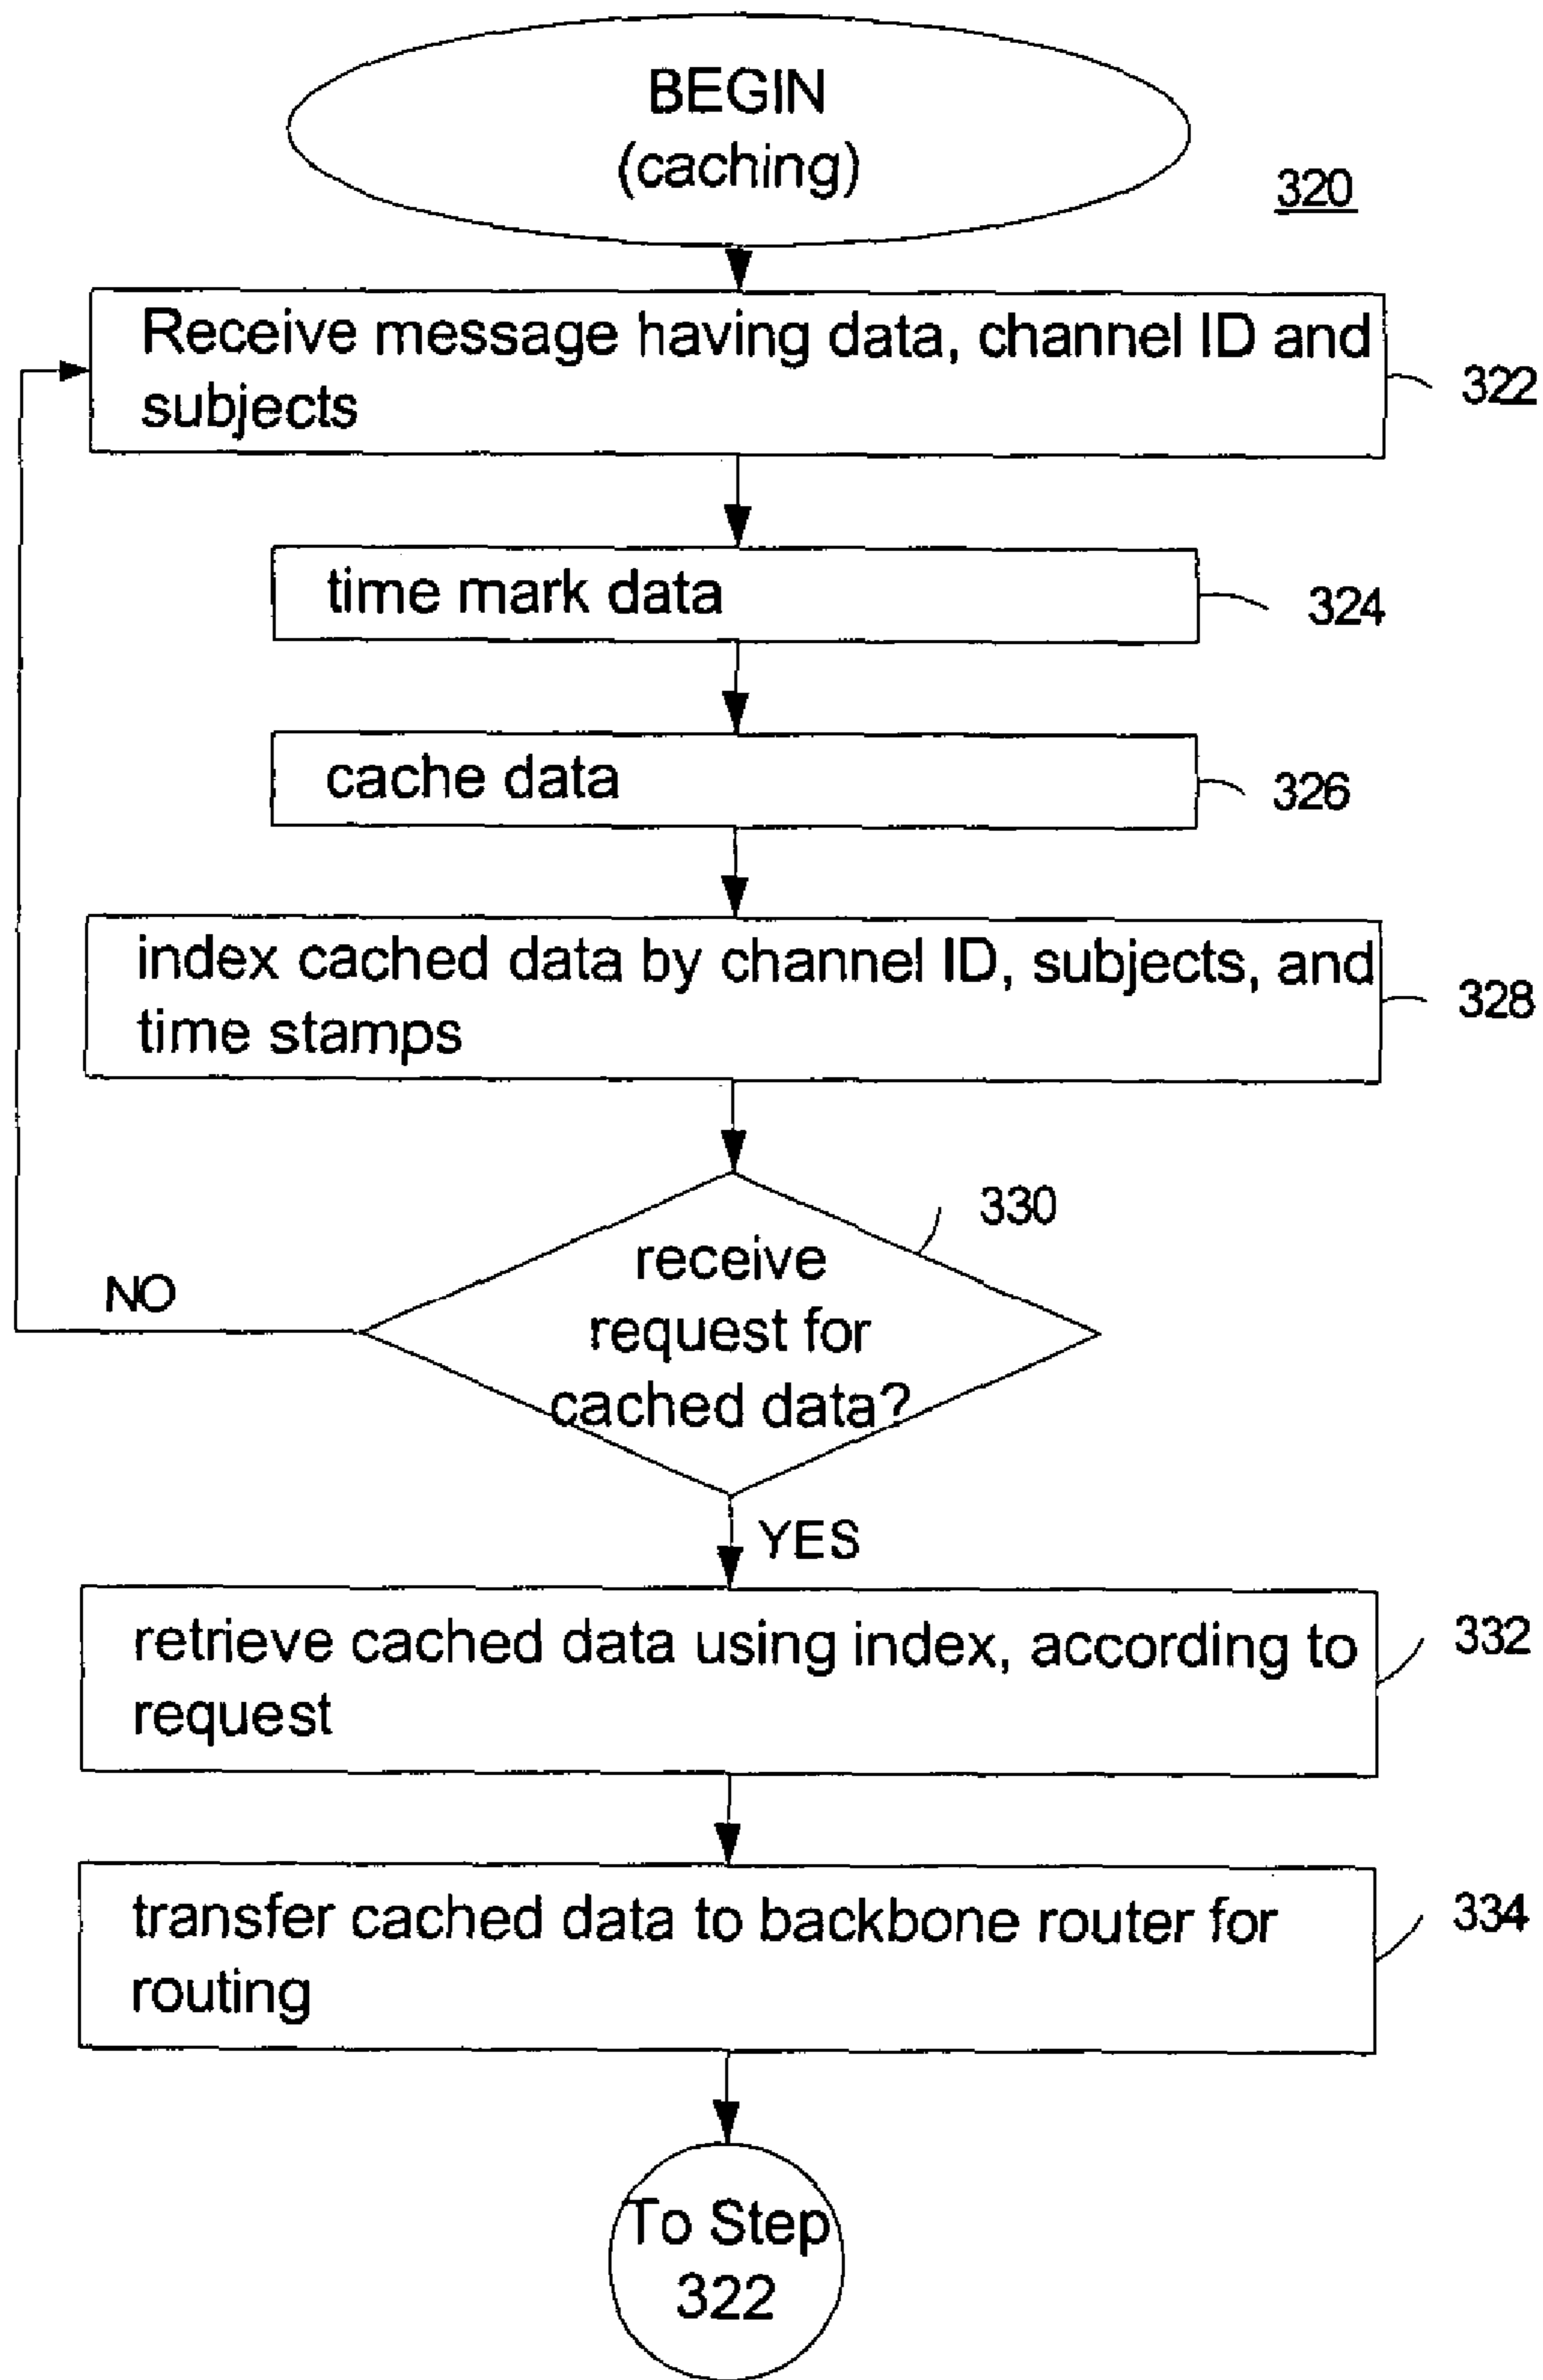 BEGIN
(caching)
320
Receive message having data, channel ID and
subjects
322
time mark data
324
cache data
326
index cached data by channel ID, subjects, and
time stamps
328
330
receive
request for
cached data?
NO
YES
retrieve cached data using index, according to
request
332
transfer cached data to backbone router for
routing
334
To Step
322